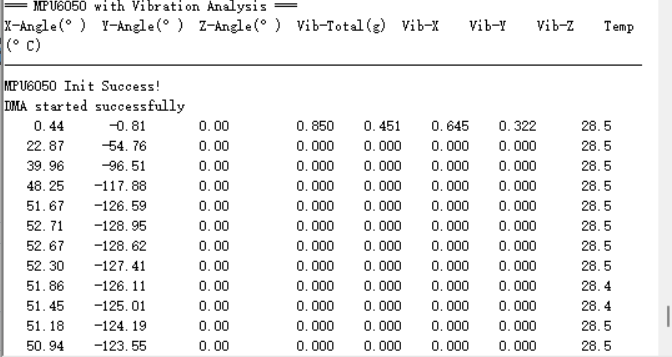 === MPU6050 with Vibration Analysis ===
X-Angle(° ) Y-Angle(° ) Z-Angle(° ) Vib-Total(g) Vib-X Vib-Y Vib-Z Temp
(° C)
MPU6050 Init Success!
DMA started successfully
0.44 -0.81 0.00 0.850 0.451 0.645 0.322 28.5
22.87 -54.76 0.00 0.000 0.000 0.000 0.000 28.5
39.96 -96.51 0.00 0.000 0.000 0.000 0.000 28.5
48.25 -117.88 0.00 0.000 0.000 0.000 0.000 28.5
51.67 -126.59 0.00 0.000 0.000 0.000 0.000 28.5
52.71 -128.95 0.00 0.000 0.000 0.000 0.000 28.5
52.67 -128.62 0.00 0.000 0.000 0.000 0.000 28.5
52.30 -127.41 0.00 0.000 0.000 0.000 0.000 28.5
51.86 -126.11 0.00 0.000 0.000 0.000 0.000 28.4
51.45 -125.01 0.00 0.000 0.000 0.000 0.000 28.4
51.18 -124.19 0.00 0.000 0.000 0.000 0.000 28.5
50.94 -123.55 0.00 0.000 0.000 0.000 0.000 28.5